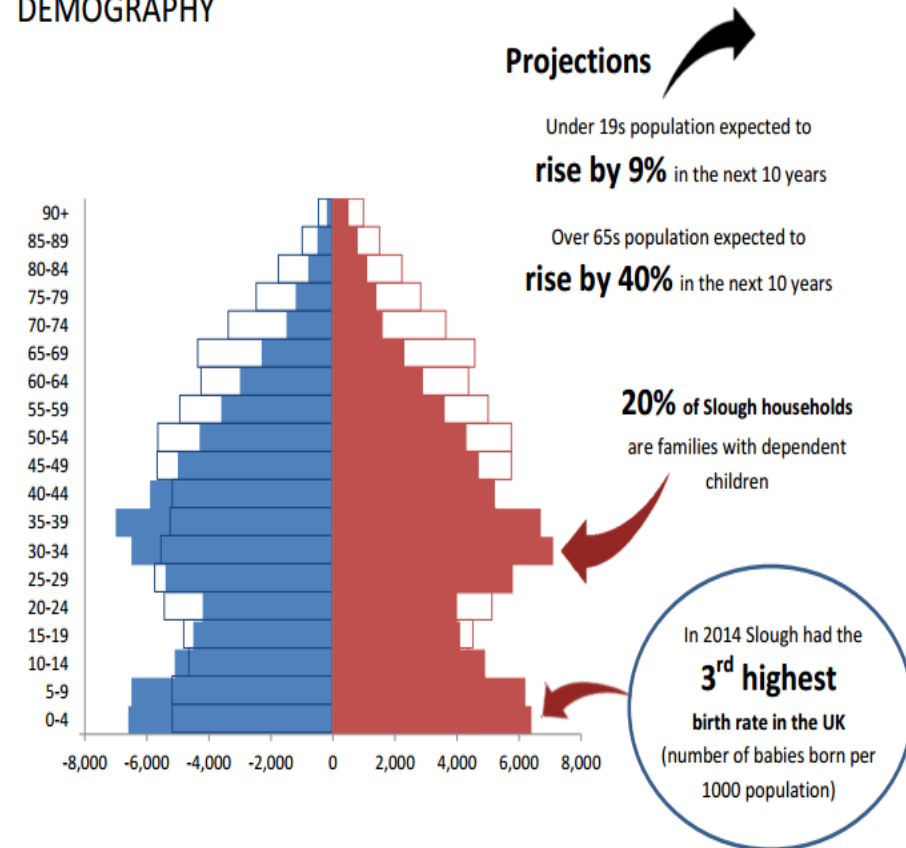 DEMOGRAPHY
Projections
Under 19s population expected to
rise by 9% in the next 10 years
Over 65s population expected to
rise by 40% in the next 10 years
90+
85-89
80-84
75-79
70-74
65-69
60-64
55-59
50-54
45-49
40-44
35-39
30-34
25-29
20-24
15-19
10-14
5-9
0-4
-8,000 -6,000 -4,000 -2,000 0 2,000 4,000 6,000 8,000
20% of Slough households
are families with dependent
children
In 2014 Slough had the
3rd highest
birth rate in the UK
(number of babies born per
1000 population)